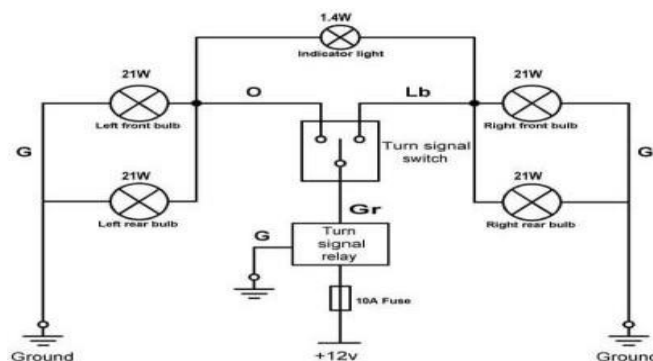 1.4W
Indicator light
21W
Left front bulb
O
Lb
21W
Right front bulb
G
G
Turn signal
switch
21W
Left rear bulb
21W
Right rear bulb
Gr
G
Turn
signal
relay
10A Fuse
Ground
+12v
Ground